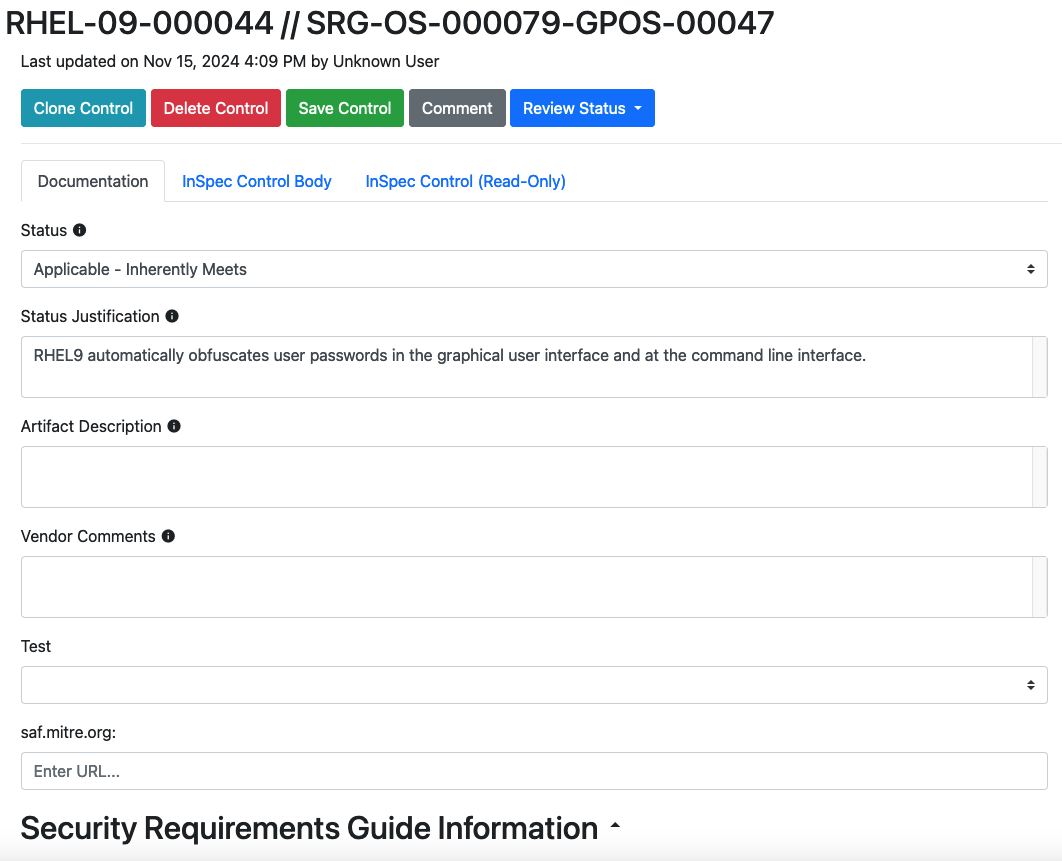 RHEL-09-000044 // SRG-OS-000079-GPOS-00047
Last updated on Nov 15, 2024 4:09 PM by Unknown User
Clone Control Delete Control Save Control Comment Review Status
Documentation InSpec Control Body InSpec Control (Read-Only)
Status
Applicable - Inherently Meets
Status Justification
RHEL9 automatically obfuscates user passwords in the graphical user interface and at the command line interface.
Artifact Description
Vendor Comments
Test
saf.mitre.org:
Enter URL...
Security Requirements Guide Information